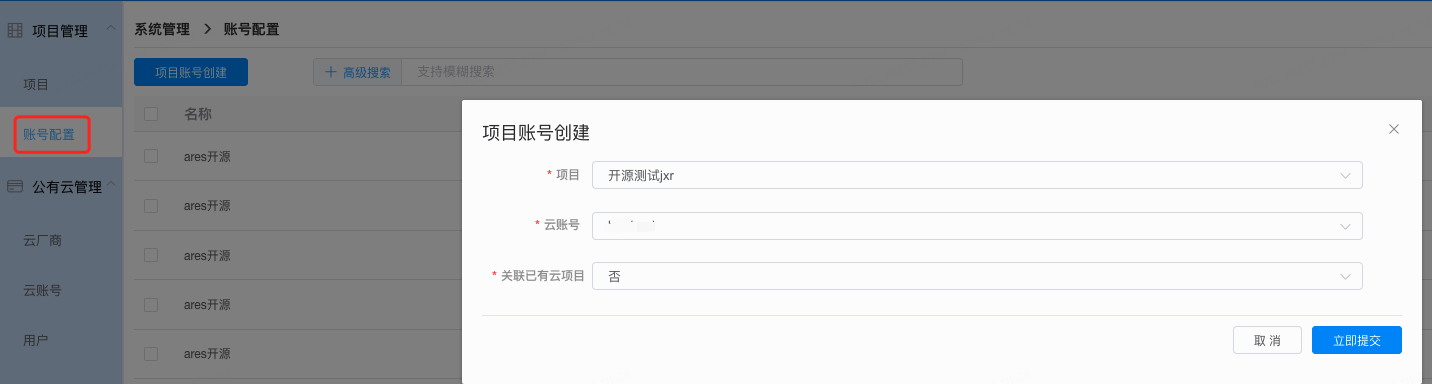 项目管理
项目
账号配置
公有云管理
云厂商
云账号
用户
系统管理 > 账号配置
项目账号创建
+ 高级搜索 支持模糊搜索
名称
ares开源
ares开源
ares开源
ares开源
ares开源
项目账号创建
* 项目 开源测试jxr
* 云账号
* 关联已有云项目 否
取 消 立即提交